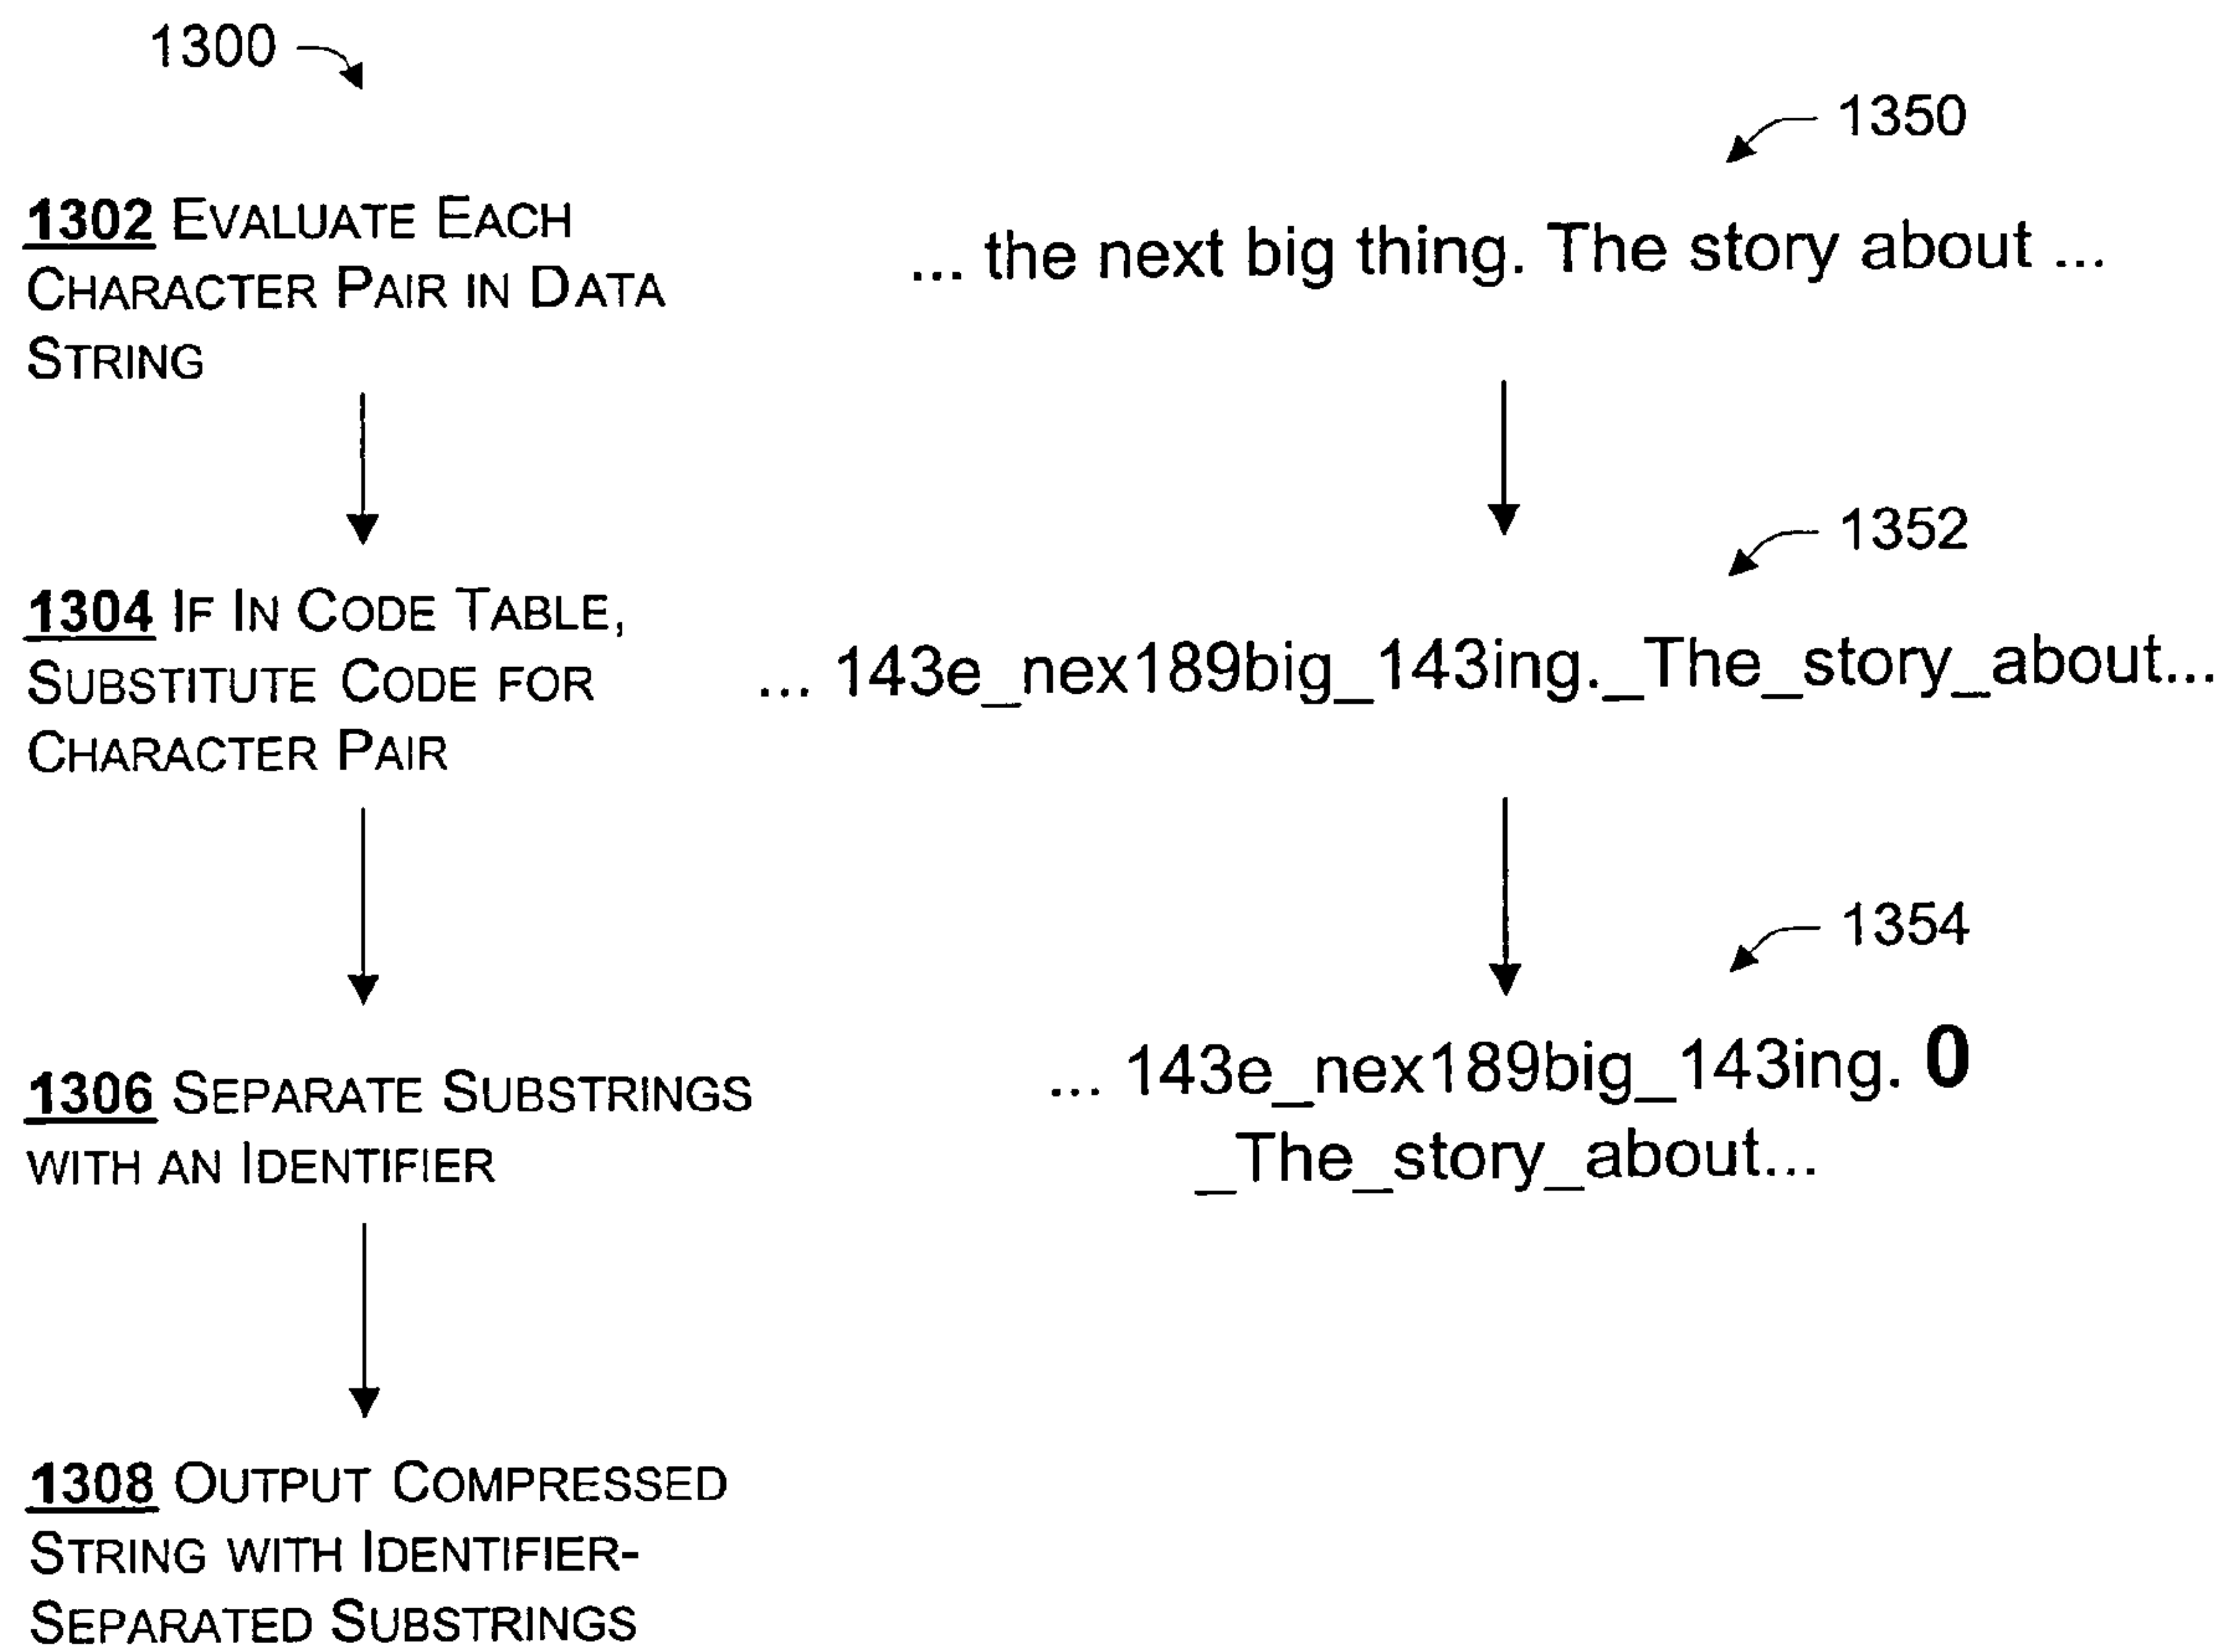 1300
1350
1302 EVALUATE EACH
CHARACTER PAIR IN DATA
STRING
... the next big thing. The story about ...
1352
1304 IF IN CODE TABLE,
SUBSTITUTE CODE FOR
CHARACTER PAIR
... 143e_nex189big_143ing._The_story_about...
1354
1306 SEPARATE SUBSTRINGS
WITH AN IDENTIFIER
... 143e_nex189big_143ing. 0
_The_story_about...
1308 OUTPUT COMPRESSED
STRING WITH IDENTIFIER-
SEPARATED SUBSTRINGS